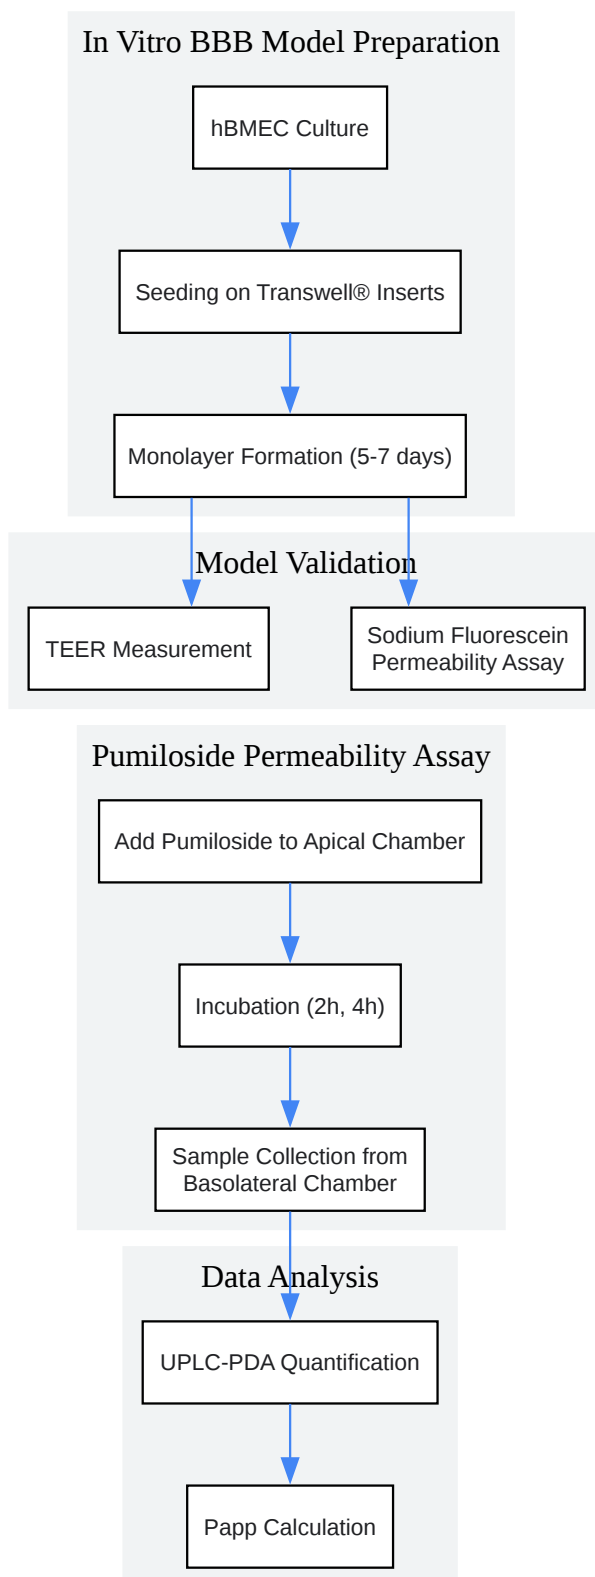 In Vitro BBB Model Preparation
hBMEC Culture
Seeding on Transwell® Inserts
Monolayer Formation (5-7 days)
Model Validation
TEER Measurement
Sodium Fluorescein
Permeability Assay
Pumiloside Permeability Assay
Add Pumiloside to Apical Chamber
Incubation (2h, 4h)
Sample Collection from
Basolateral Chamber
Data Analysis
UPLC-PDA Quantification
Papp Calculation